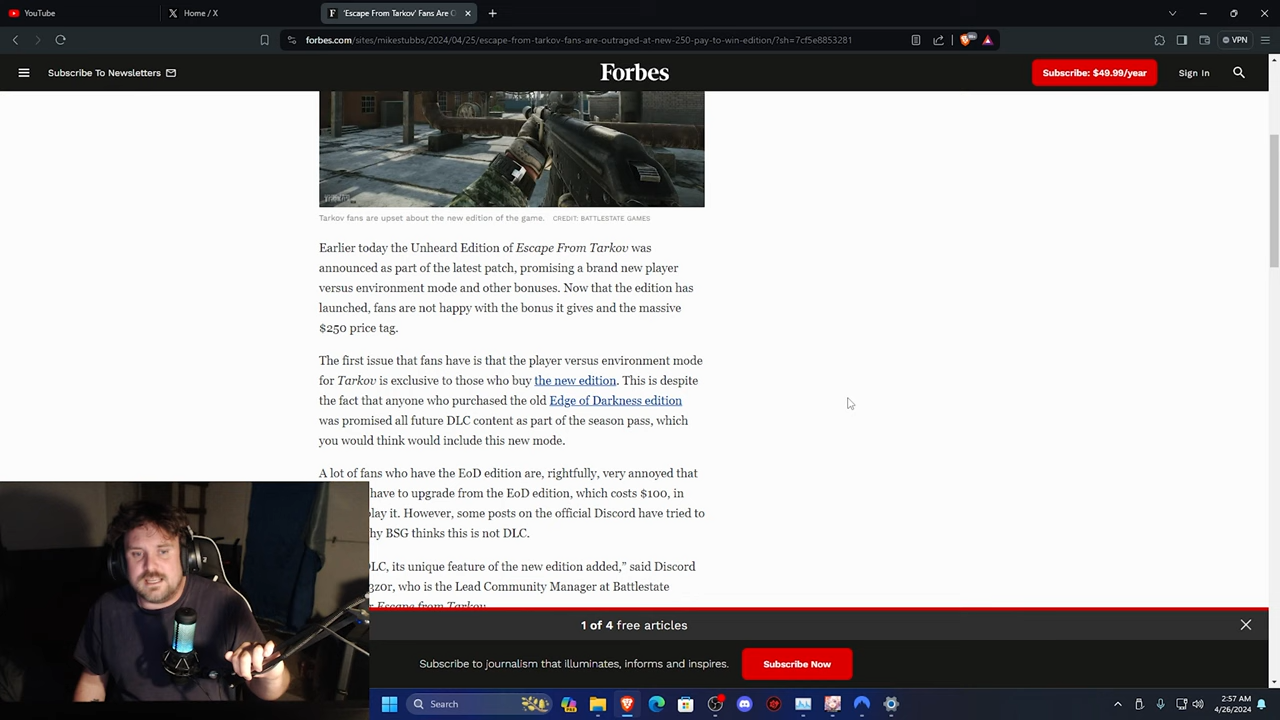 YouTube
Home / X
'Escape From Tarkov' Fans Are O
forbes.com/sites/mikestubbs/2024/04/25/escape-from-tarkov-fans-are-outraged-at-new-250-pay-to-win-edition/?sh=7cf5e8853281
VPN
Subscribe To Newsletters
Forbes
Subscribe: $49.99/year
Sign In
Tarkov fans are upset about the new edition of the game. CREDIT: BATTLESTATE GAMES
Earlier today the Unheard Edition of Escape From Tarkov was
announced as part of the latest patch, promising a brand new player
versus environment mode and other bonuses. Now that the edition has
launched, fans are not happy with the bonus it gives and the massive
$250 price tag.
The first issue that fans have is that the player versus environment mode
for Tarkov is exclusive to those who buy the new edition. This is despite
the fact that anyone who purchased the old Edge of Darkness edition
was promised all future DLC content as part of the season pass, which
you would think would include this new mode.
A lot of fans who have the EoD edition are, rightfully, very annoyed that
have to upgrade from the EoD edition, which costs $100, in
play it. However, some posts on the official Discord have tried to
hy BSG thinks this is not DLC.
LC, its unique feature of the new edition added,” said Discord
3z0r, who is the Lead Community Manager at Battlestate
r Escape from Tarkov
1 of 4 free articles
Subscribe to journalism that illuminates, informs and inspires.
Subscribe Now
Search
2:57 AM
4/26/2024